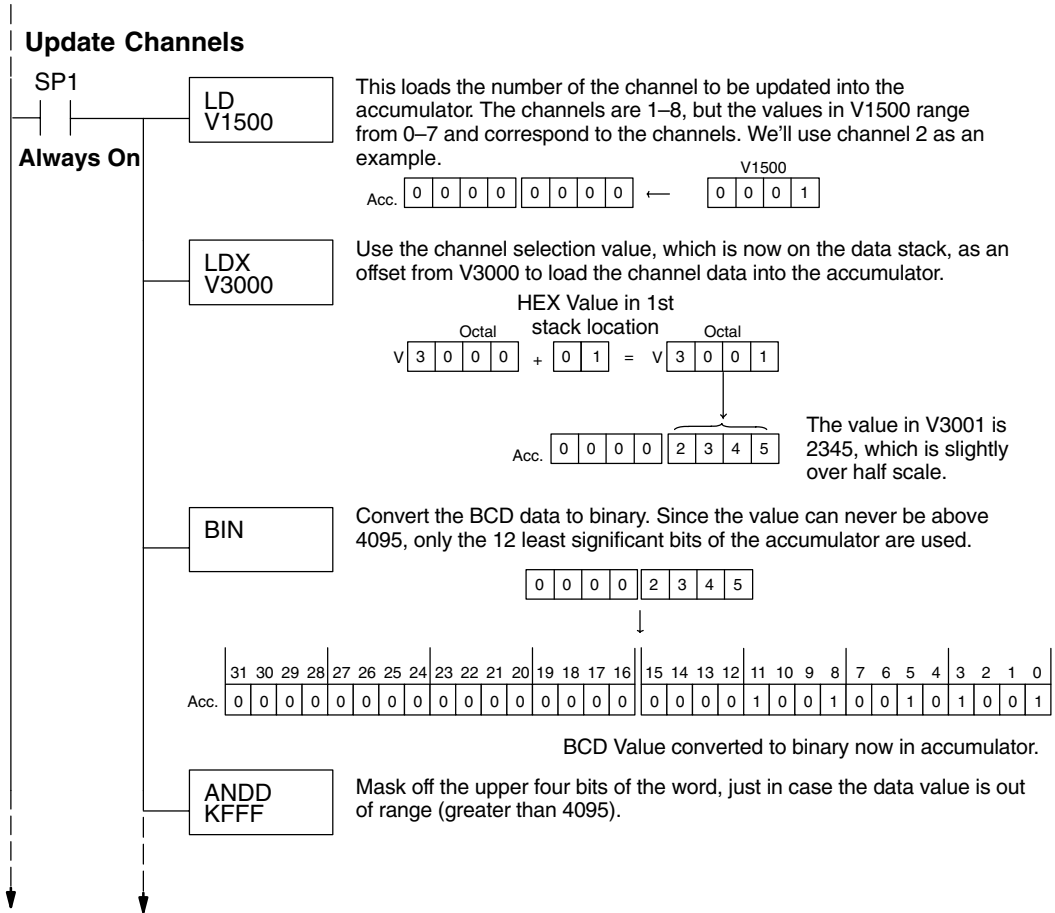 Update Channels
SP1
Always On
LD
V1500
This loads the number of the channel to be updated into the
accumulator. The channels are 1–8, but the values in V1500 range
from 0–7 and correspond to the channels. We'll use channel 2 as an
example.
V1500
Acc. 0 0 0 0 0 0 0 0 ← 0 0 0 1
LDX
V3000
Use the channel selection value, which is now on the data stack, as an
offset from V3000 to load the channel data into the accumulator.
HEX Value in 1st
stack location
Octal
Octal
V 3 0 0 0 + 0 1 = V 3 0 0 1
Acc. 0 0 0 0 2 3 4 5
The value in V3001 is
2345, which is slightly
over half scale.
BIN
Convert the BCD data to binary. Since the value can never be above
4095, only the 12 least significant bits of the accumulator are used.
0 0 0 0 2 3 4 5
31 30 29 28 27 26 25 24 23 22 21 20 19 18 17 16 15 14 13 12 11 10 9 8 7 6 5 4 3 2 1 0
Acc. 0 0 0 0 0 0 0 0 0 0 0 0 0 0 0 0 0 0 0 0 1 0 0 1 0 0 1 0 1 0 0 1
BCD Value converted to binary now in accumulator.
ANDD
KFFF
Mask off the upper four bits of the word, just in case the data value is out
of range (greater than 4095).